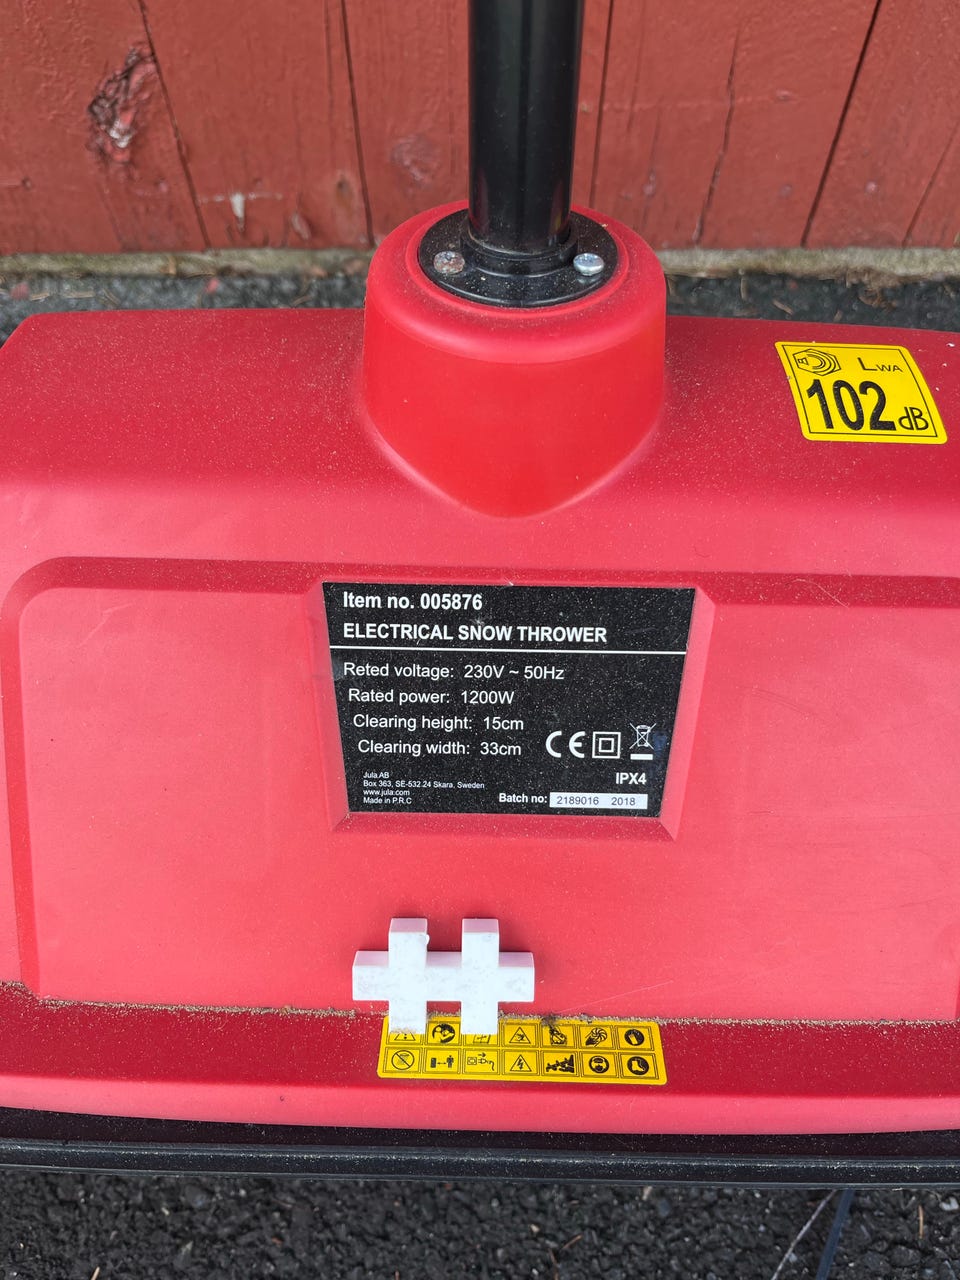 LWA
102 dB
Item no. 005876
ELECTRICAL SNOW THROWER
Reted voltage: 230V ~ 50Hz
Rated power: 1200W
Clearing height: 15cm
Clearing width: 33cm
CE
IPX4
Jula AB
Box 363, SE-532 24 Skara, Sweden
www.jula.com
Made in P.R.C
Batch no: 2189016 2018